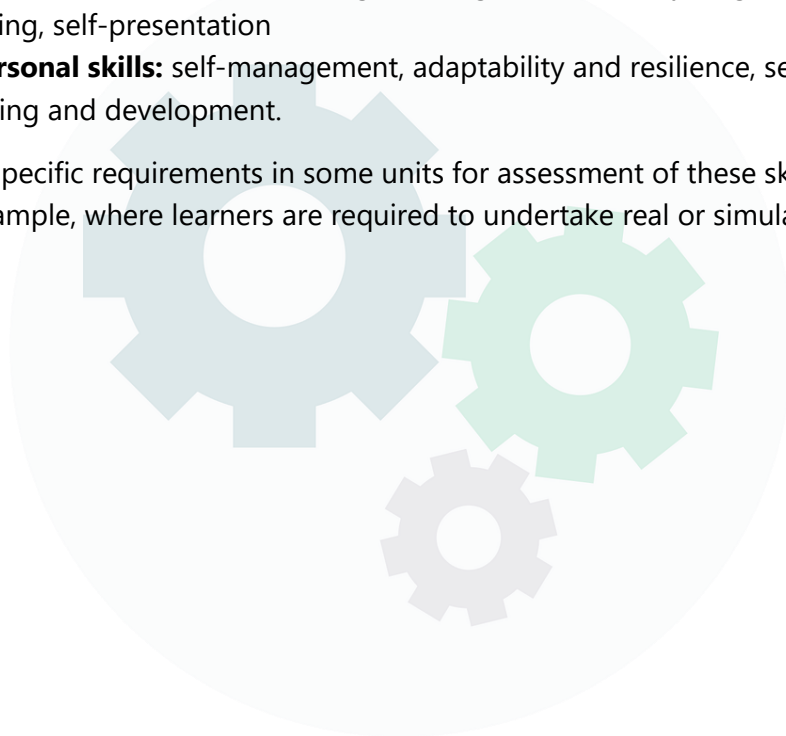 ing, self-presentation
rsonal skills: self-management, adaptability and resilience, se
ing and development.
pecific requirements in some units for assessment of these sk
ample, where learners are required to undertake real or simula